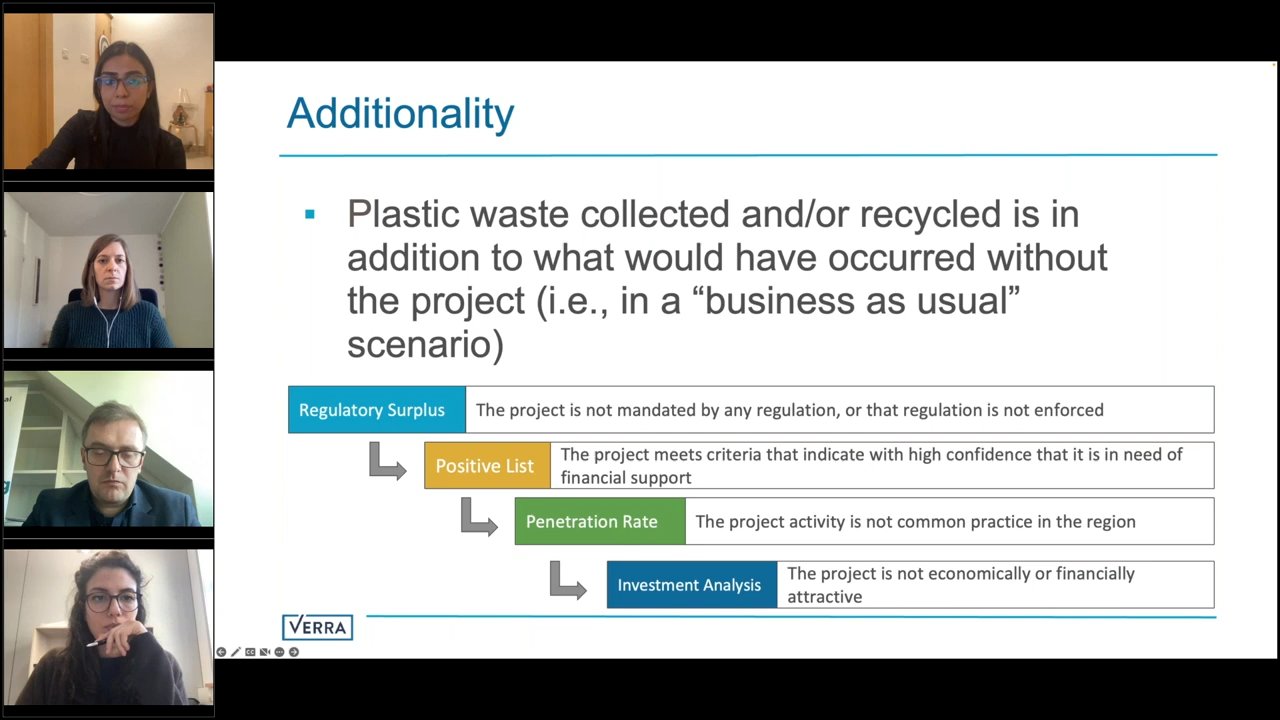 Additionality
▪ Plastic waste collected and/or recycled is in
addition to what would have occurred without
the project (i.e., in a “business as usual”
scenario)
Regulatory Surplus
The project is not mandated by any regulation, or that regulation is not enforced
Positive List
The project meets criteria that indicate with high confidence that it is in need of
financial support
Penetration Rate
The project activity is not common practice in the region
Investment Analysis
The project is not economically or financially
attractive
VERRA